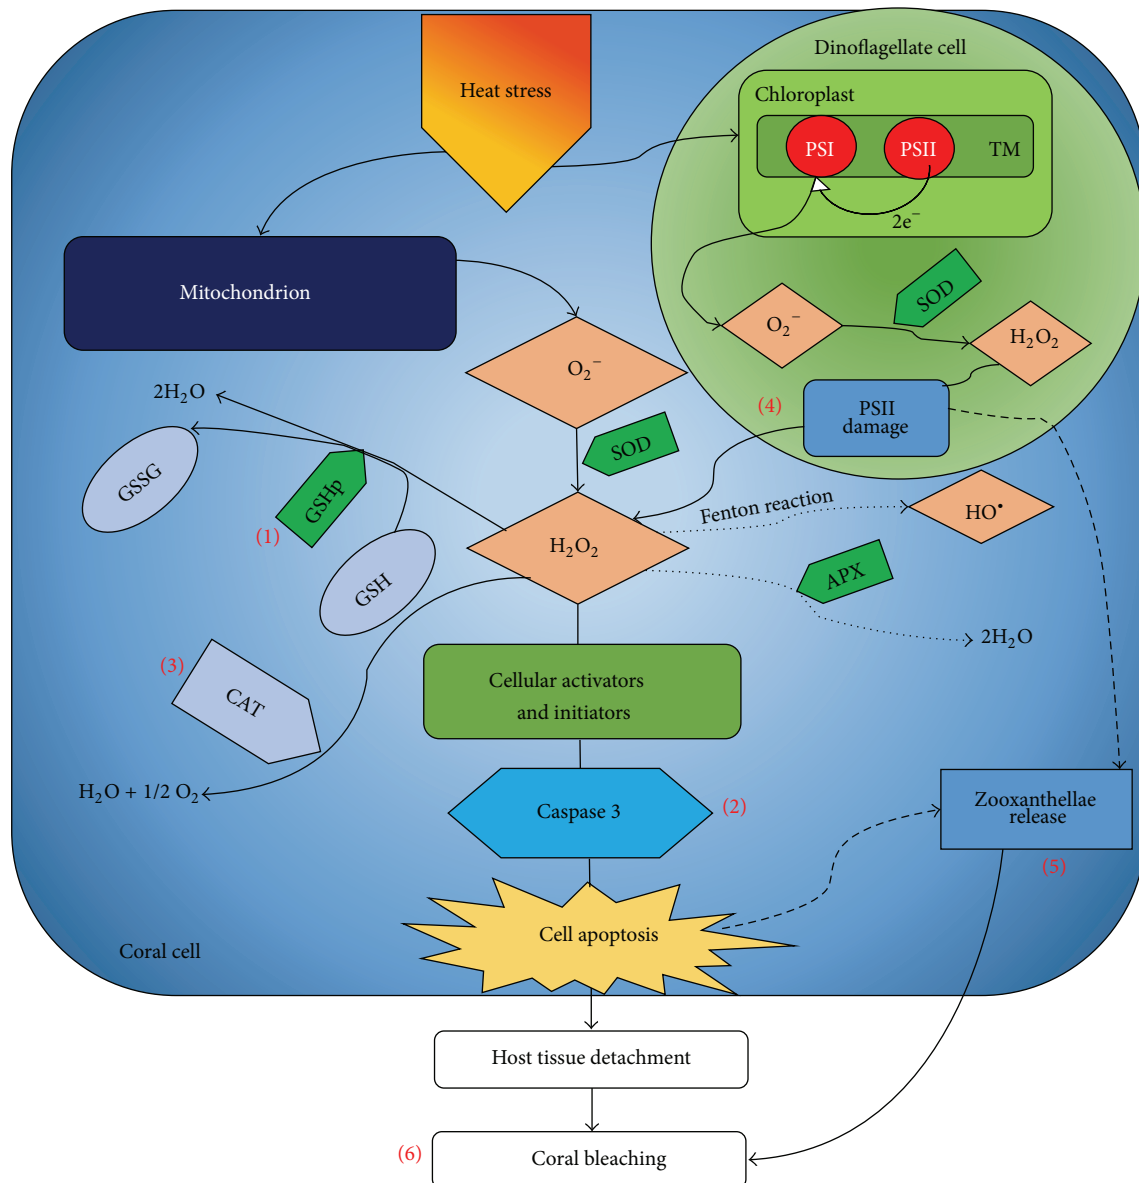 Heat stress
Dinoflagellate cell
Chloroplast
PSI
PSII
TM
2e⁻
Mitochondrion
O₂⁻
SOD
H₂O₂
O₂⁻
2H₂O
(4)
PSII
damage
GSSG
GSHp
SOD
(1)
Fenton reaction
HO•
H₂O₂
GSH
APX
2H₂O
(3)
CAT
Cellular activators
and initiators
H₂O + 1/2 O₂
Caspase 3
(2)
Zooxanthellae
release
(5)
Cell apoptosis
Coral cell
Host tissue detachment
(6)
Coral bleaching